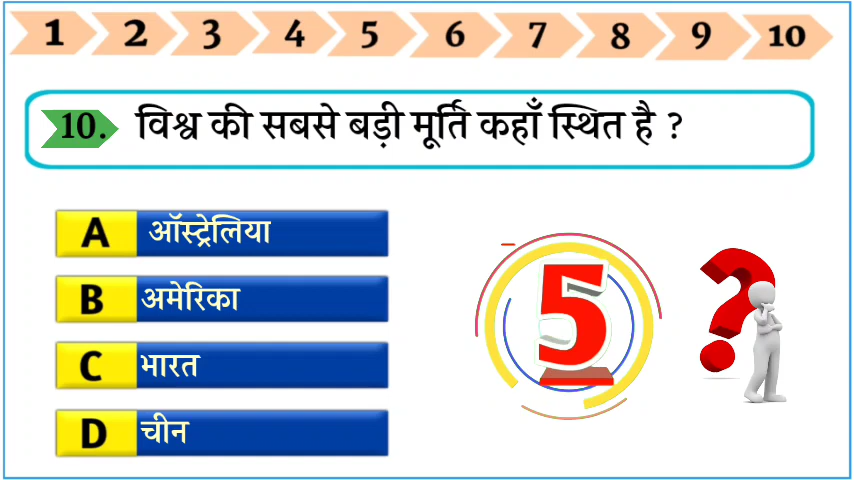 1 2 3 4 5 6 7 8 9 10
10. विश्व की सबसे बड़ी मूर्ति कहाँ स्थित है ?
A ऑस्ट्रेलिया
B अमेरिका
C भारत
D चीन
5
?